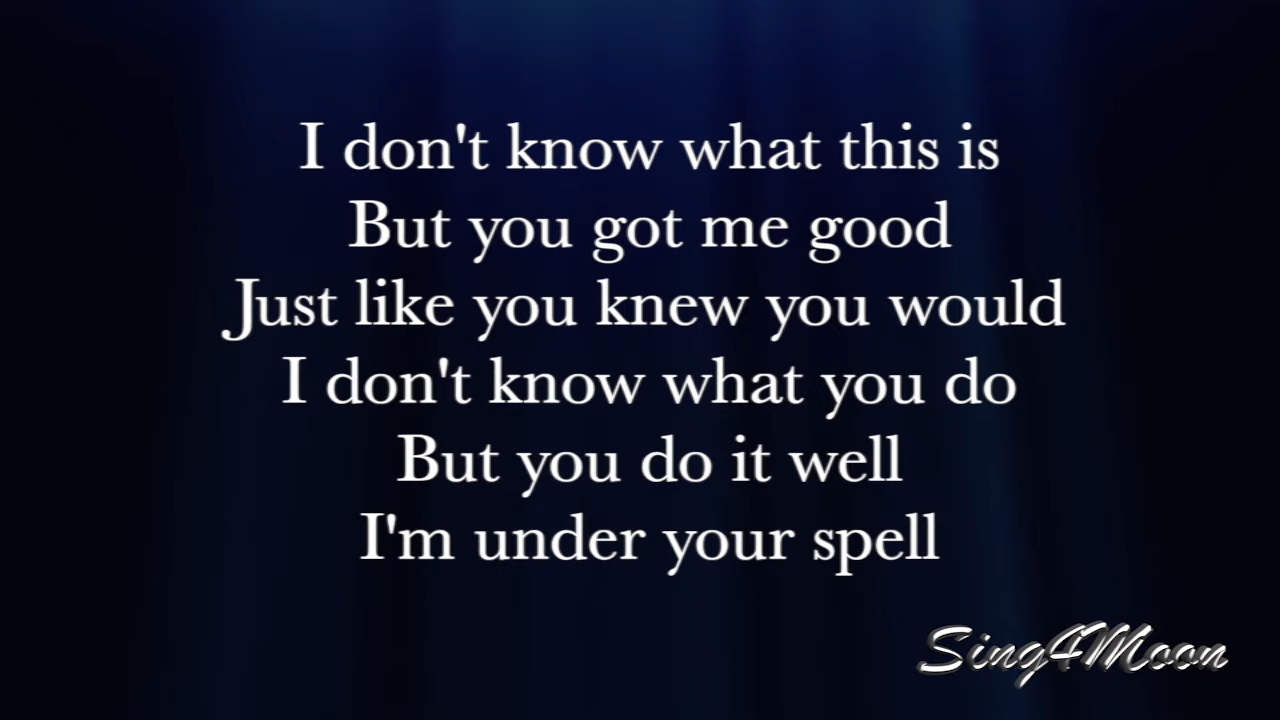 I don't know what this is
But you got me good
Just like you knew you would
I don't know what you do
But you do it well
I'm under your spell
Sing4Moon